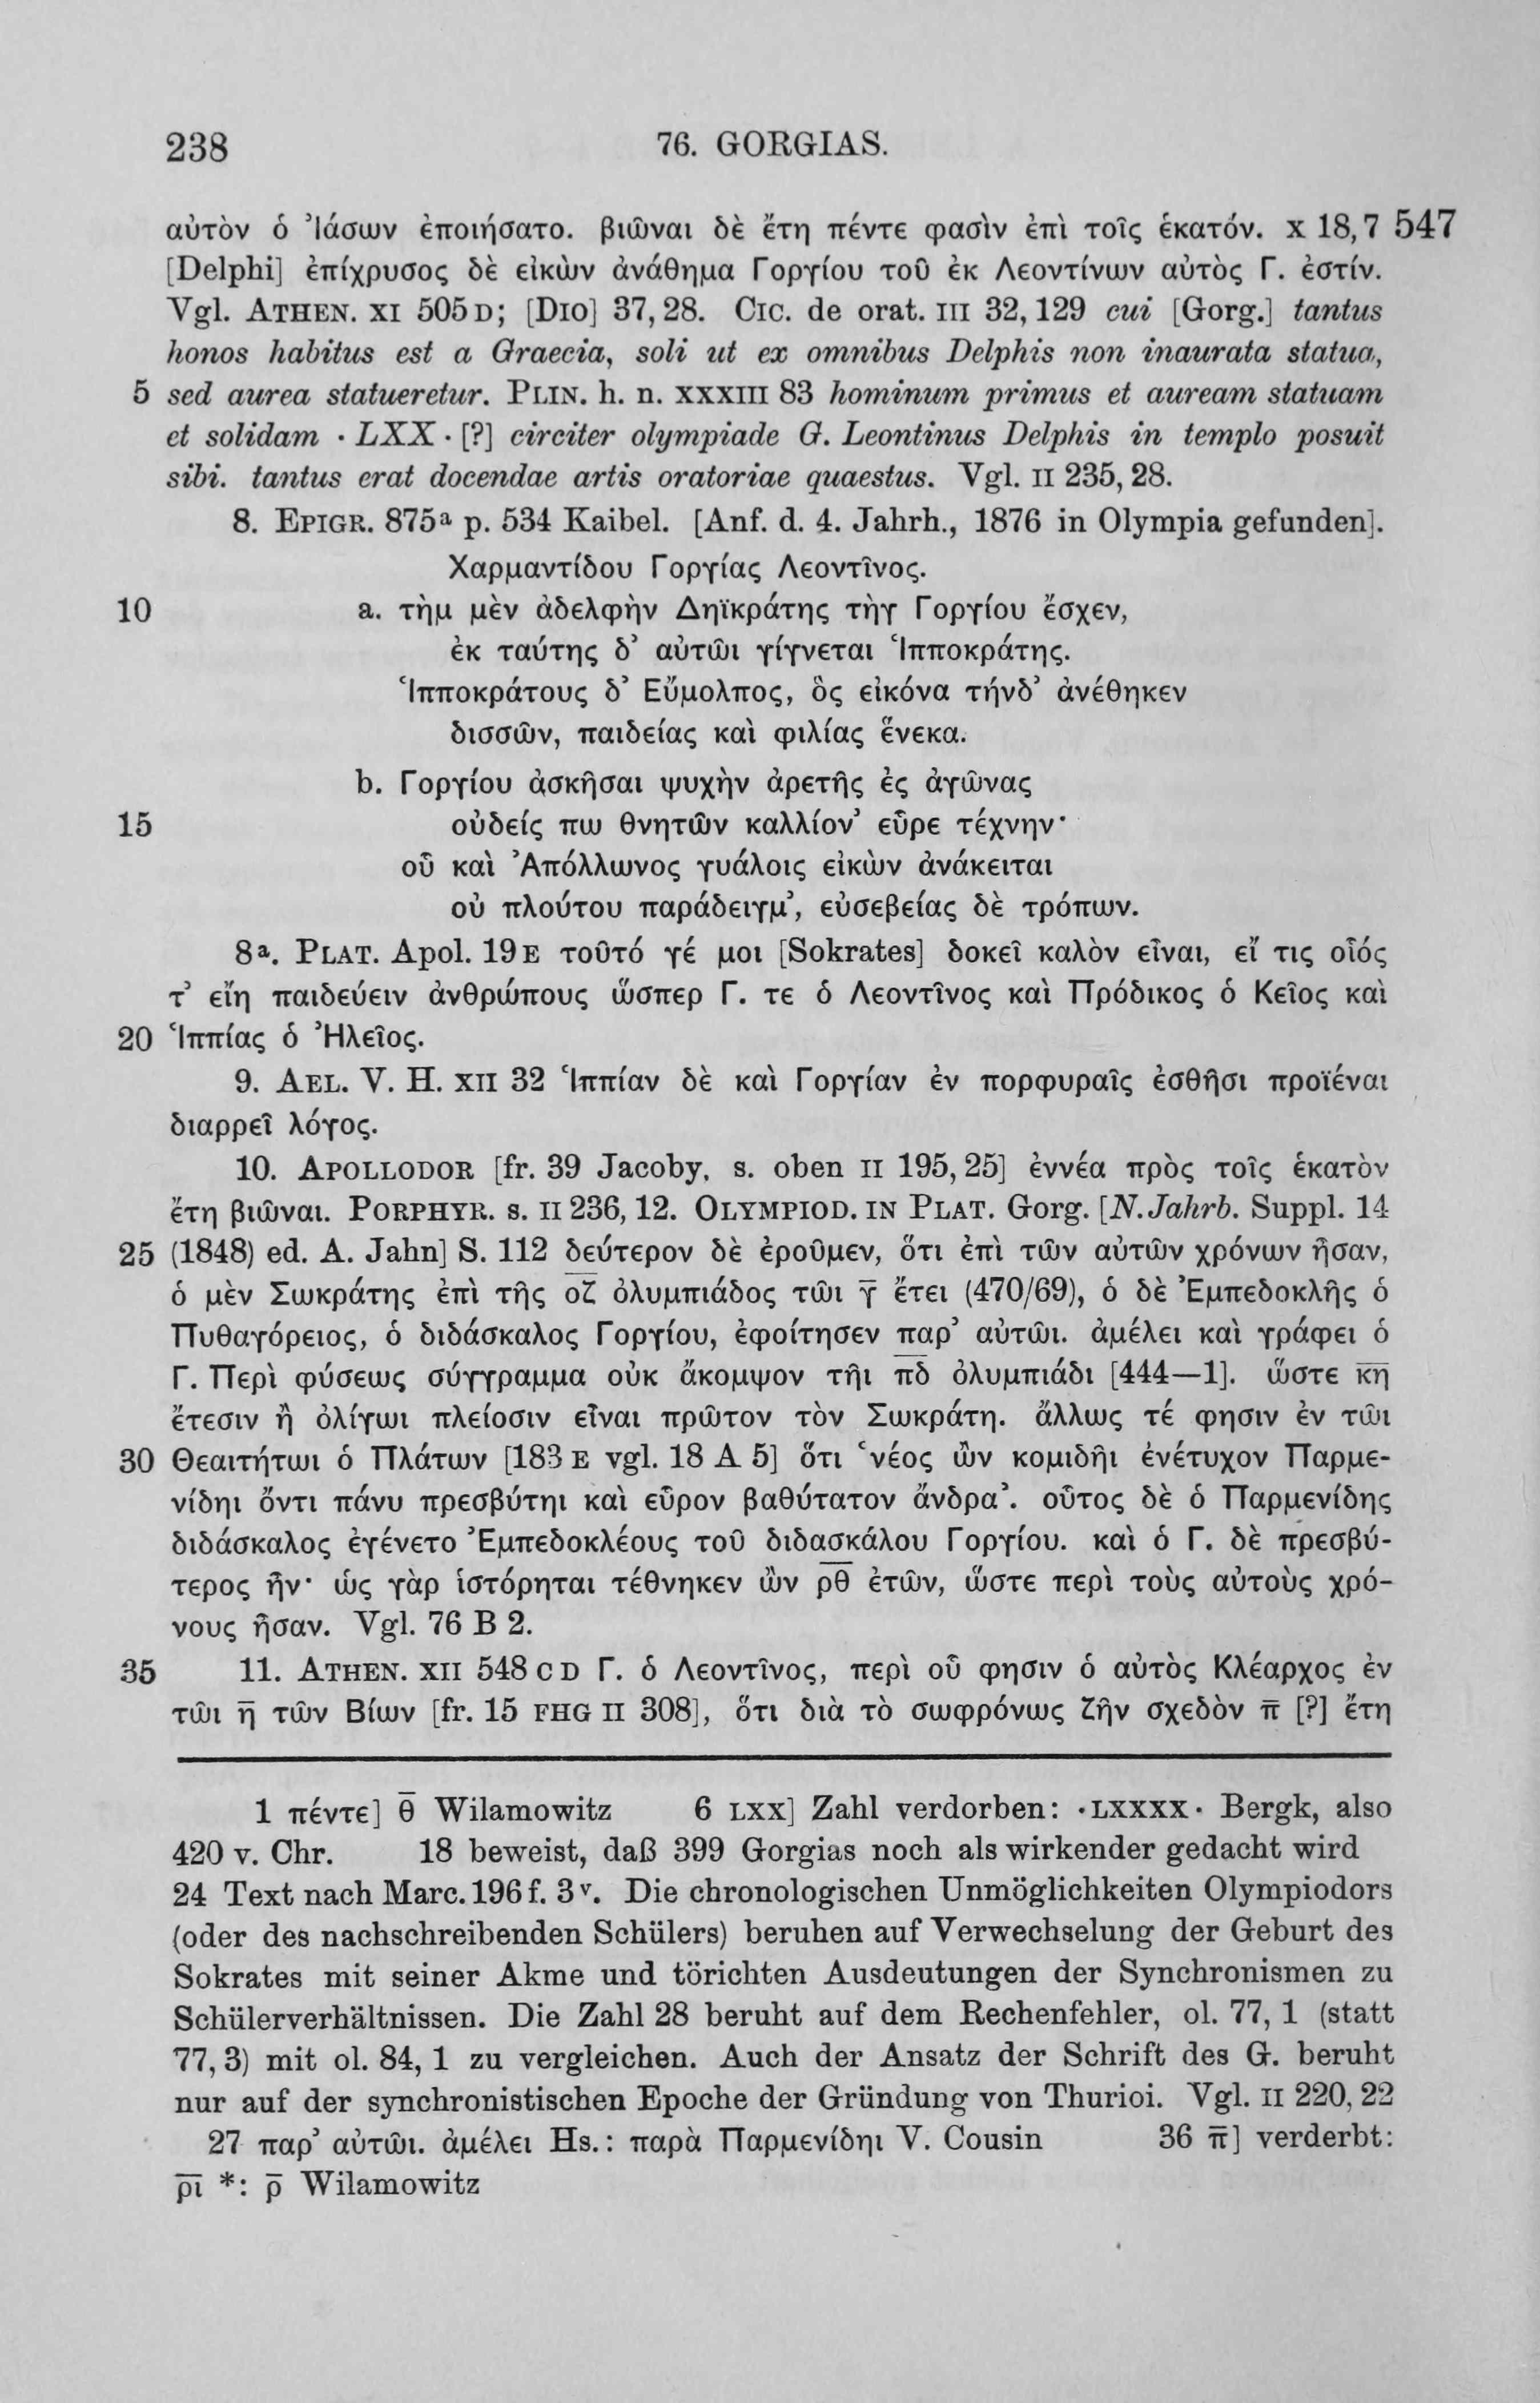 238
76. GORGIAS.
αὐτὸν ὁ Ἰάσων ἐποιήσατο. βιῶναι δὲ ἔτη πέντε φασὶν ἐπὶ τοῖς ἑκατόν. x 18,7 547
[Delphi] ἐπίχρυσος δὲ εἰκὼν ἀνάθημα Γοργίου τοῦ ἐκ Λεοντίνων αὐτὸς Γ. ἐστίν.
Vgl. ATHEN. XI 505 D; [DIO] 37, 28. CIC. de orat. III 32, 129 cui [Gorg.] tantus
honos habitus est a Graecia, soli ut ex omnibus Delphis non inaurata statua,
5 sed aurea statueretur. PLIN. h. n. XXXIII 83 hominum primus et auream statuam
et solidam · LXX · [?] circiter olympiade G. Leontinus Delphis in templo posuit
sibi. tantus erat docendae artis oratoriae quaestus. Vgl. II 235, 28.
8. EPIGR. 875ª p. 534 Kaibel. [Anf. d. 4. Jahrh., 1876 in Olympia gefunden].
Χαρμαντίδου Γοργίας Λεοντῖνος.
10 a. τὴμ μὲν ἀδελφὴν Δηϊκράτης τὴγ Γοργίου ἔσχεν,
ἐκ ταύτης δ’ αὐτῶι γίγνεται Ἱπποκράτης.
Ἱπποκράτους δ’ Εὔμολπος, ὃς εἰκόνα τήνδ’ ἀνέθηκεν
δισσῶν, παιδείας καὶ φιλίας ἕνεκα.
b. Γοργίου ἀσκῆσαι ψυχὴν ἀρετῆς ἐς ἀγῶνας
15 οὐδείς πω θνητῶν καλλίον’ εὗρε τέχνην·
οὗ καὶ Ἀπόλλωνος γυάλοις εἰκὼν ἀνάκειται
οὐ πλούτου παράδειγμ’, εὐσεβείας δὲ τρόπων.
8ª. PLAT. Apol. 19 E τοῦτό γέ μοι [Sokrates] δοκεῖ καλὸν εἶναι, εἴ τις οἷός
τ’ εἴη παιδεύειν ἀνθρώπους ὥσπερ Γ. τε ὁ Λεοντῖνος καὶ Πρόδικος ὁ Κεῖος καὶ
20 Ἱππίας ὁ Ἠλεῖος.
9. AEL. V. H. XII 32 Ἱππίαν δὲ καὶ Γοργίαν ἐν πορφυραῖς ἐσθῆσι προϊέναι
διαρρεῖ λόγος.
10. APOLLODOR [fr. 39 Jacoby, s. oben II 195, 25] ἐννέα πρὸς τοῖς ἑκατὸν
ἔτη βιῶναι. PORPHYR. s. II 236, 12. OLYMPIOD. IN PLAT. Gorg. [N. Jahrb. Suppl. 14
25 (1848) ed. A. Jahn] S. 112 δεύτερον δὲ ἐροῦμεν, ὅτι ἐπὶ τῶν αὐτῶν χρόνων ἦσαν,
ὁ μὲν Σωκράτης ἐπὶ τῆς ο̅ζ̅ ὀλυμπιάδος τῶι γ̅ ἔτει (470/69), ὁ δὲ Ἐμπεδοκλῆς ὁ
Πυθαγόρειος, ὁ διδάσκαλος Γοργίου, ἐφοίτησεν παρ’ αὐτῶι. ἀμέλει καὶ γράφει ὁ
Γ. Περὶ φύσεως σύγγραμμα οὐκ ἄκομψον τῆι π̅δ̅ ὀλυμπιάδι [444—1]. ὥστε κ̅η̅
ἔτεσιν ἢ ὀλίγωι πλείοσιν εἶναι πρῶτον τὸν Σωκράτη. ἄλλως τέ φησιν ἐν τῶι
30 Θεαιτήτωι ὁ Πλάτων [183 E vgl. 18 A 5] ὅτι ‘νέος ὢν κομιδῆι ἐνέτυχον Παρμε-
νίδηι ὄντι πάνυ πρεσβύτηι καὶ εὗρον βαθύτατον ἄνδρα’. οὗτος δὲ ὁ Παρμενίδης
διδάσκαλος ἐγένετο Ἐμπεδοκλέους τοῦ διδασκάλου Γοργίου. καὶ ὁ Γ. δὲ πρεσβύ-
τερος ἦν· ὡς γὰρ ἱστόρηται τέθνηκεν ὢν ρ̅θ̅ ἐτῶν, ὥστε περὶ τοὺς αὐτοὺς χρό-
νους ἦσαν. Vgl. 76 B 2.
35 11. ATHEN. XII 548 C D Γ. ὁ Λεοντῖνος, περὶ οὗ φησιν ὁ αὐτὸς Κλέαρχος ἐν
τῶι η̅ τῶν Βίων [fr. 15 FHG II 308], ὅτι διὰ τὸ σωφρόνως ζῆν σχεδὸν π̅ [?] ἔτη
1 πέντε] θ̅ Wilamowitz 6 LXX] Zahl verdorben: ·LXXXX· Bergk, also
420 v. Chr. 18 beweist, daß 399 Gorgias noch als wirkender gedacht wird
24 Text nach Marc. 196 f. 3ᵛ. Die chronologischen Unmöglichkeiten Olympiodors
(oder des nachschreibenden Schülers) beruhen auf Verwechselung der Geburt des
Sokrates mit seiner Akme und törichten Ausdeutungen der Synchronismen zu
Schülerverhältnissen. Die Zahl 28 beruht auf dem Rechenfehler, ol. 77, 1 (statt
77, 3) mit ol. 84, 1 zu vergleichen. Auch der Ansatz der Schrift des G. beruht
nur auf der synchronistischen Epoche der Gründung von Thurioi. Vgl. II 220, 22
27 παρ’ αὐτῶι. ἀμέλει Hs.: παρὰ Παρμενίδηι V. Cousin 36 π̅] verderbt:
ρ̅ι̅ *: ρ̅ Wilamowitz